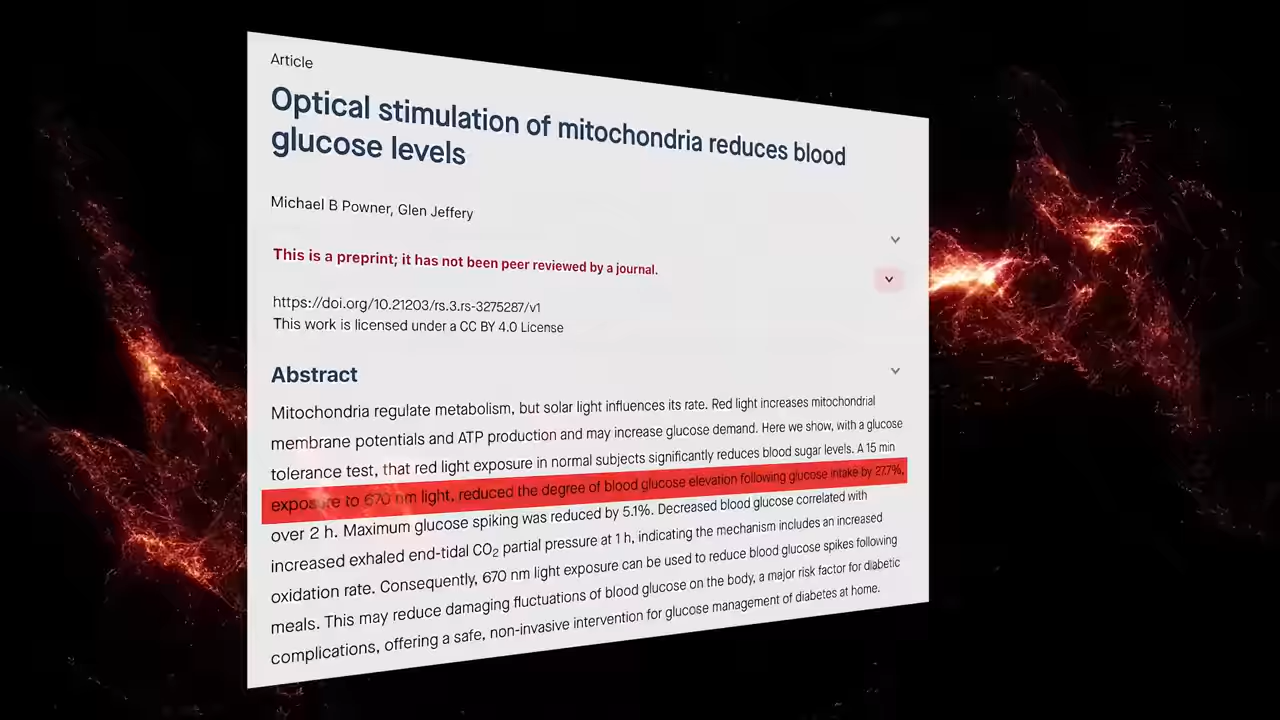 Article
Optical stimulation of mitochondria reduces blood
glucose levels
Michael B Powner, Glen Jeffery
This is a preprint; it has not been peer reviewed by a journal.
https://doi.org/10.21203/rs.3.rs-3275287/v1
This work is licensed under a CC BY 4.0 License
Abstract
Mitochondria regulate metabolism, but solar light influences its rate. Red light increases mitochondrial
membrane potentials and ATP production and may increase glucose demand. Here we show, with a glucose
tolerance test, that red light exposure in normal subjects significantly reduces blood sugar levels. A 15 min
exposure to 670 nm light, reduced the degree of blood glucose elevation following glucose intake by 27.7%,
over 2 h. Maximum glucose spiking was reduced by 5.1%. Decreased blood glucose correlated with
increased exhaled end-tidal CO₂ partial pressure at 1 h, indicating the mechanism includes an increased
oxidation rate. Consequently, 670 nm light exposure can be used to reduce blood glucose spikes following
meals. This may reduce damaging fluctuations of blood glucose on the body, a major risk factor for diabetic
complications, offering a safe, non-invasive intervention for glucose management of diabetes at home.